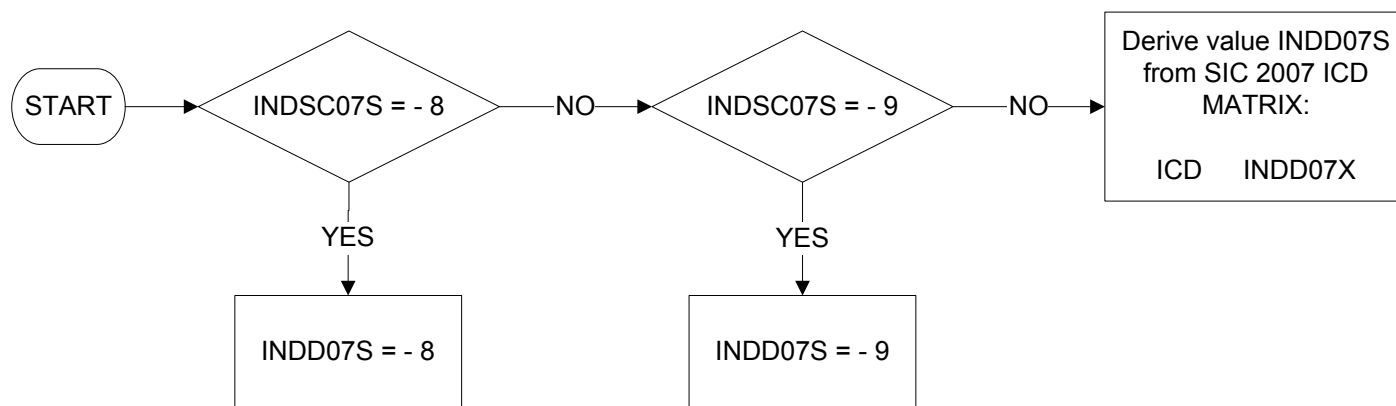 START
INDSC07S = - 8
NO
INDSC07S = - 9
NO
Derive value INDD07S
from SIC 2007 ICD
MATRIX:
ICD INDD07X
YES
YES
INDD07S = - 8
INDD07S = - 9